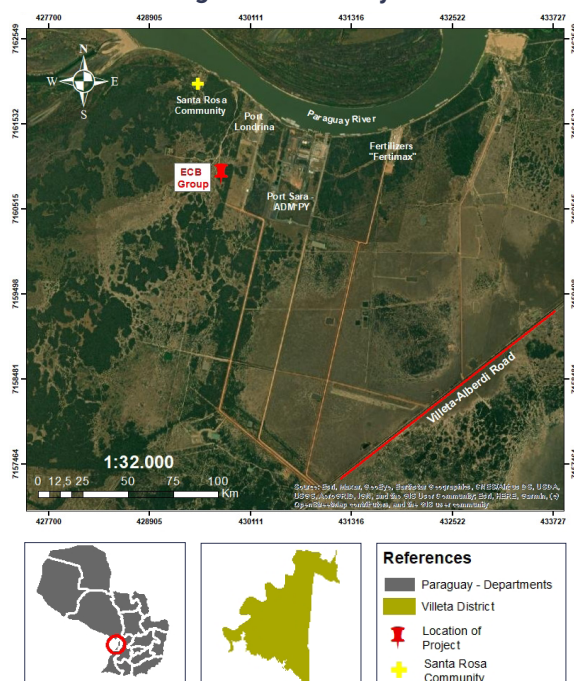 427700 428905 430111 431316 432522 433727
7162549
7161532
7160515
7159498
7158481
7157464
N
W E
S
Santa Rosa
Community
Port
Londrina
Paraguay River
Fertilizers
"Fertimax"
ECB
Group
Port Sara -
ADM PY
Villeta-Alberdi Road
1:32.000
0 12,5 25 50 75 100
Km
427700 428905 430111 431316 432522 433727
References
Paraguay - Departments
Villeta District
Location of
Project
Santa Rosa
Community